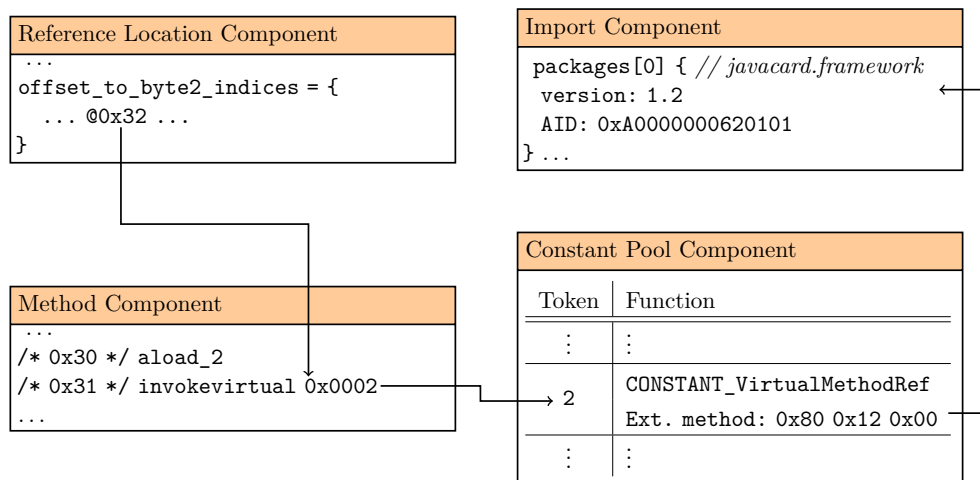 Reference Location Component
...
offset_to_byte2_indices = {
... @0x32 ...
}
Import Component
packages[0] { // javacard.framework
version: 1.2
AID: 0xA0000000620101
} ...
Method Component
...
/* 0x30 */ aload_2
/* 0x31 */ invokevirtual 0x0002
...
Constant Pool Component
Token Function
⋮ ⋮
2 CONSTANT_VirtualMethodRef
Ext. method: 0x80 0x12 0x00
⋮ ⋮